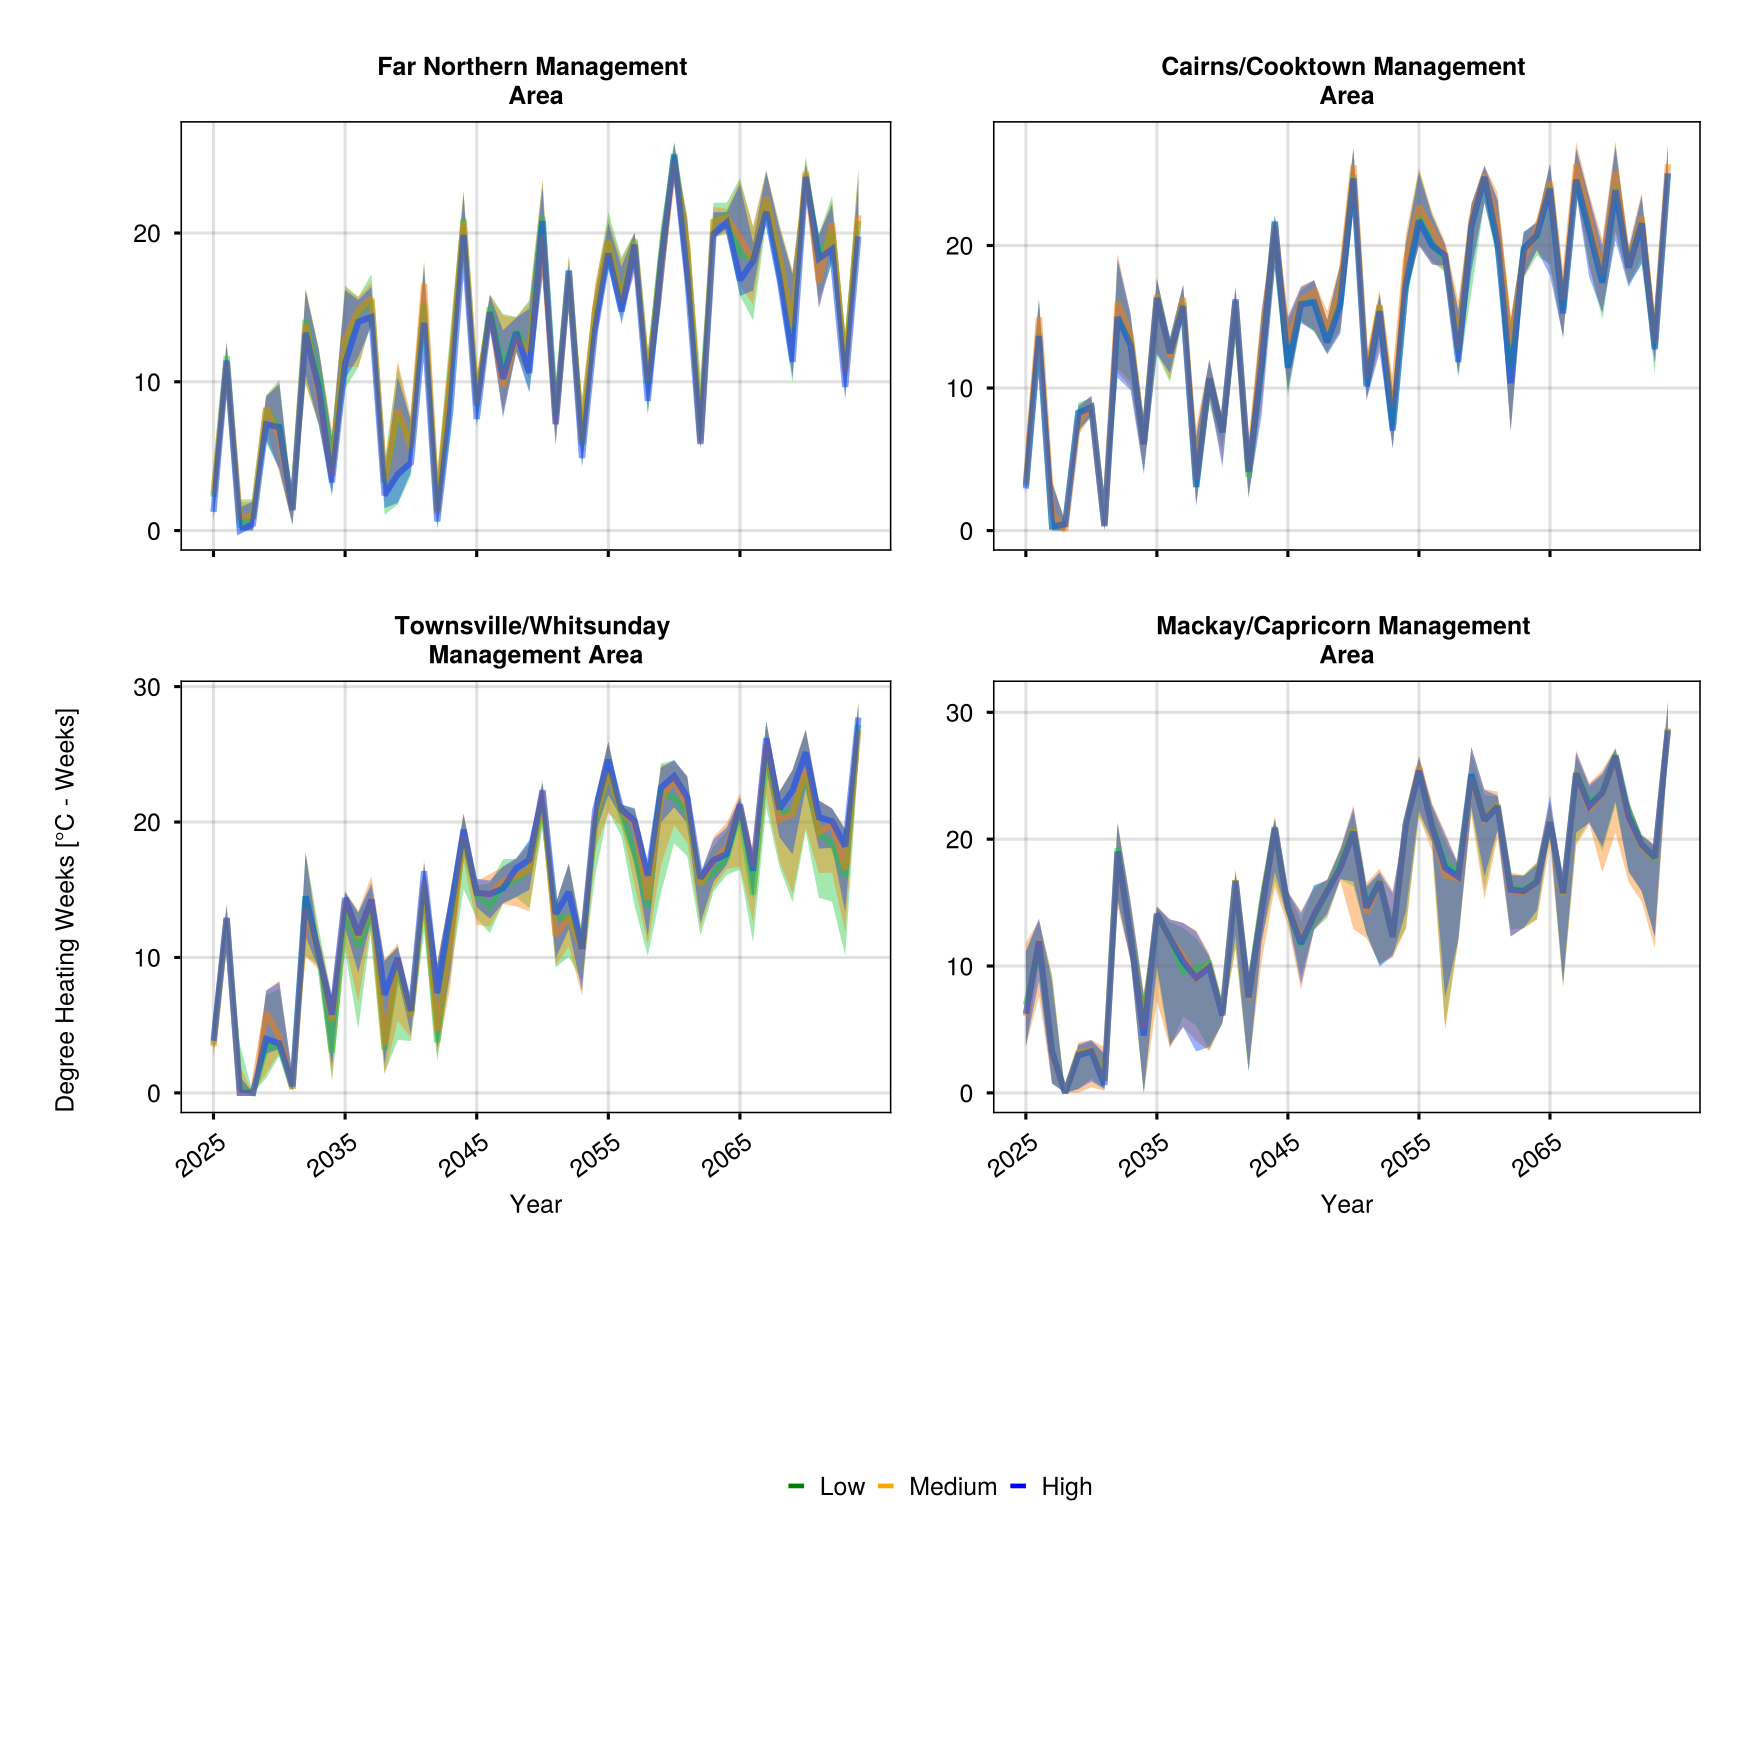 Far Northern Management
Area
Cairns/Cooktown Management
Area
20
10
0
20
10
0
Townsville/Whitsunday
Management Area
Mackay/Capricorn Management
Area
Degree Heating Weeks [°C - Weeks]
30
20
10
0
30
20
10
0
2025
2035
2045
2055
2065
2025
2035
2045
2055
2065
Year
Year
Low Medium High